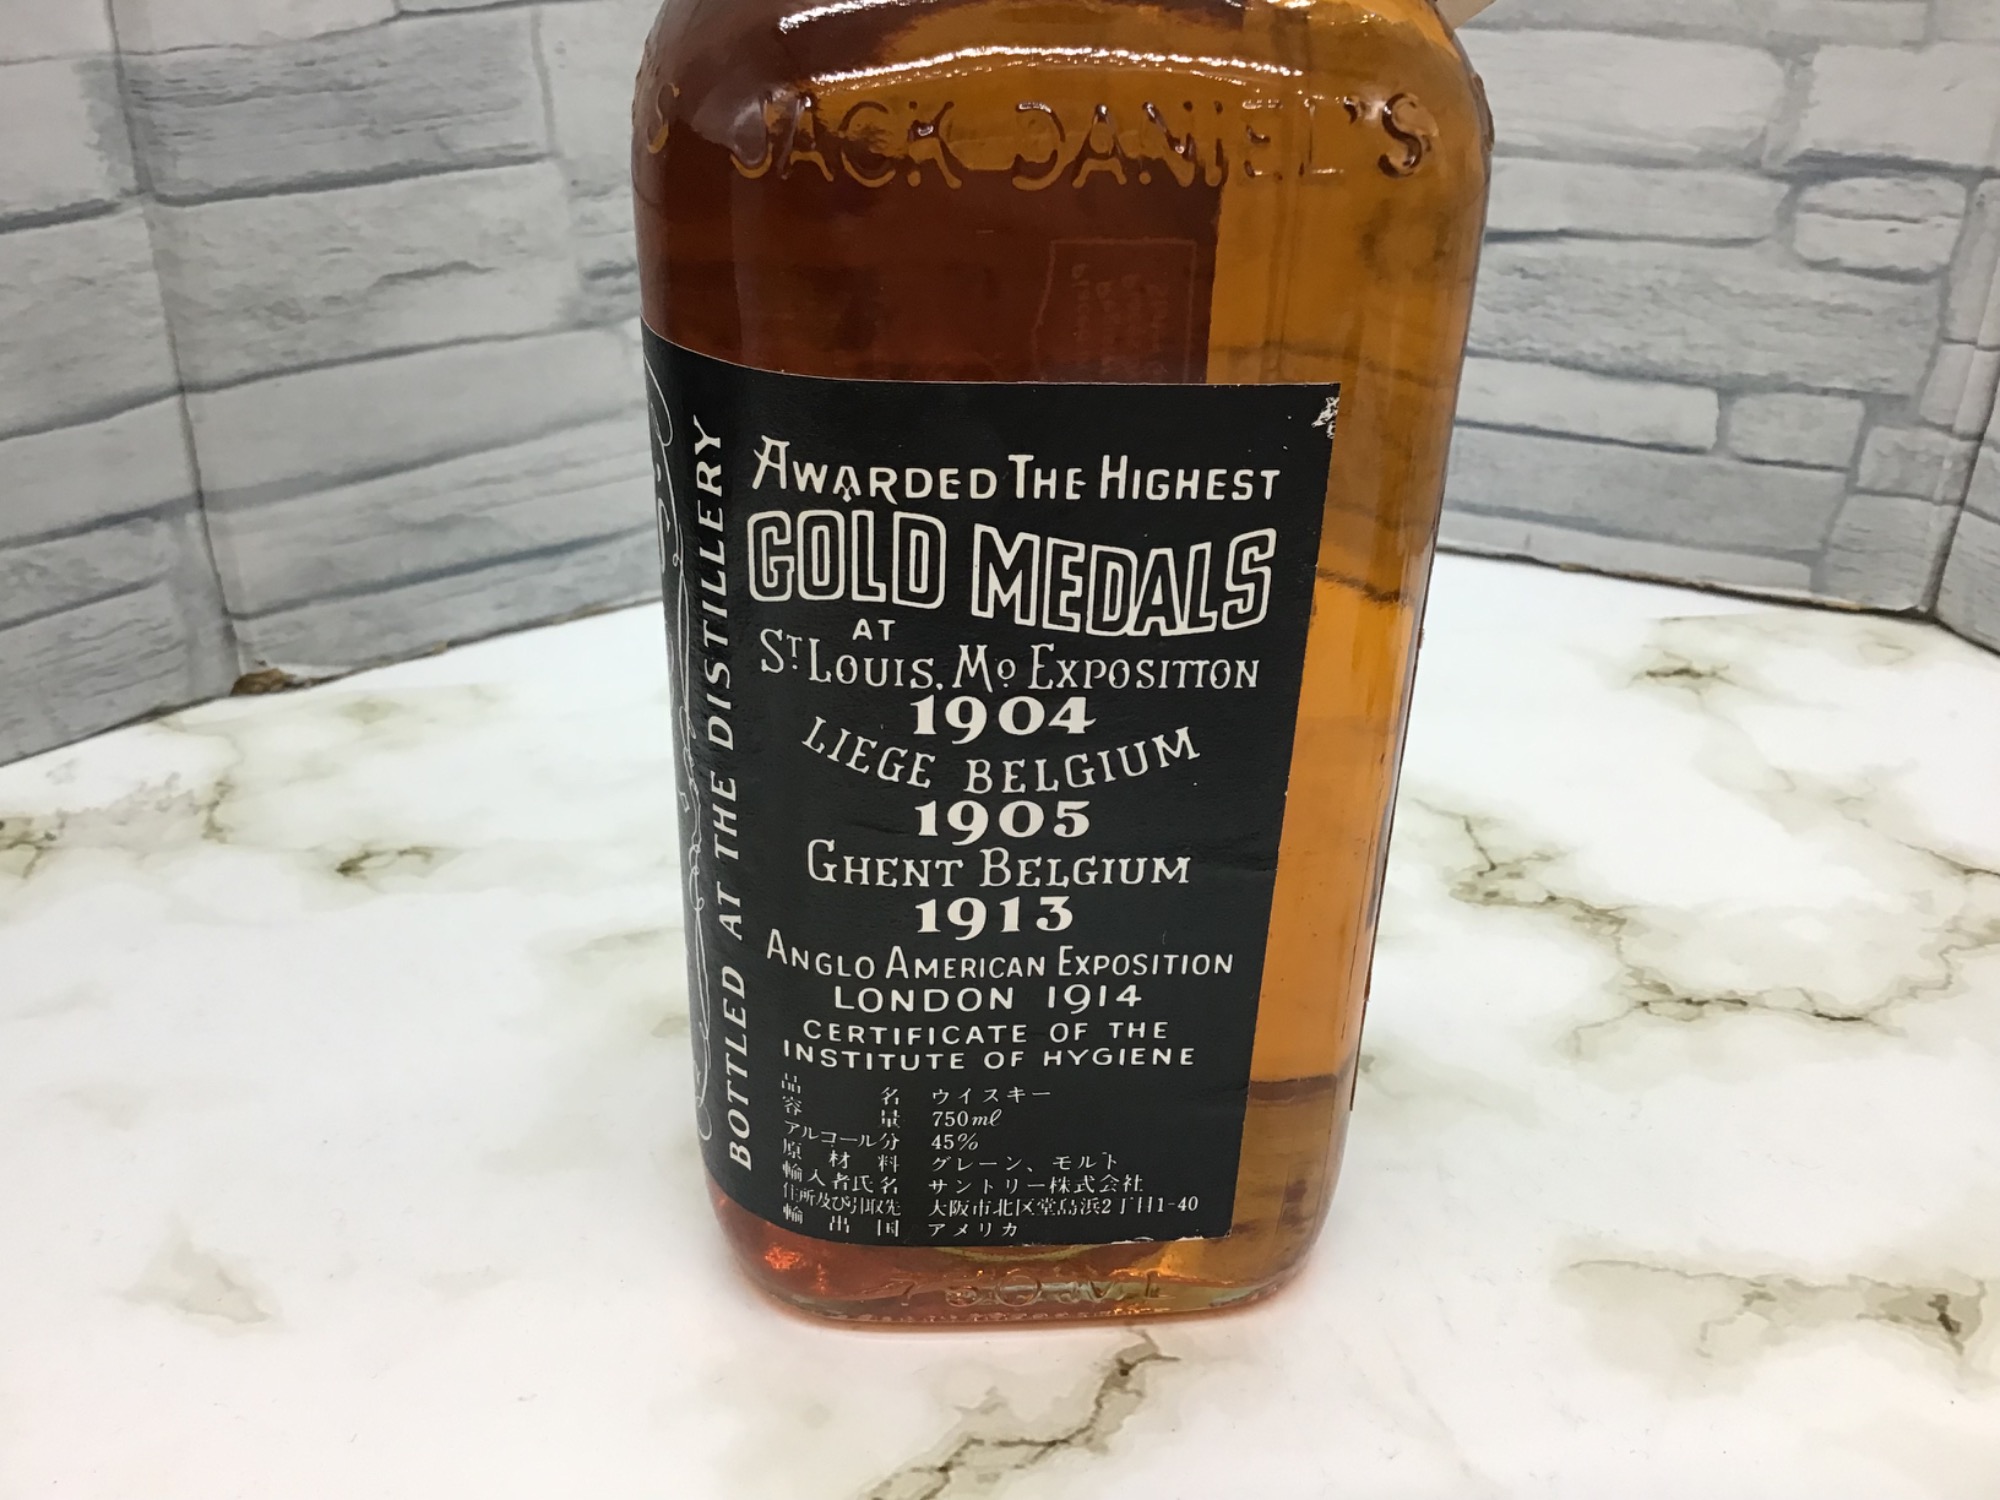 JACK DANIEL'S
BOTTLED AT THE DISTILLERY
AWARDED THE HIGHEST
GOLD MEDALS
AT
ST. LOUIS, MO EXPOSITION
1904
LIEGE BELGIUM
1905
GHENT BELGIUM
1913
ANGLO AMERICAN EXPOSITION
LONDON 1914
CERTIFICATE OF THE
INSTITUTE OF HYGIENE
品名 ウイスキー
容量 750ml
アルコール分 45%
原材料 グレーン、モルト
輸入者氏名 サントリー株式会社
住所及び引取先 大阪市北区堂島浜2丁目1-40
輸出国 アメリカ
750ML